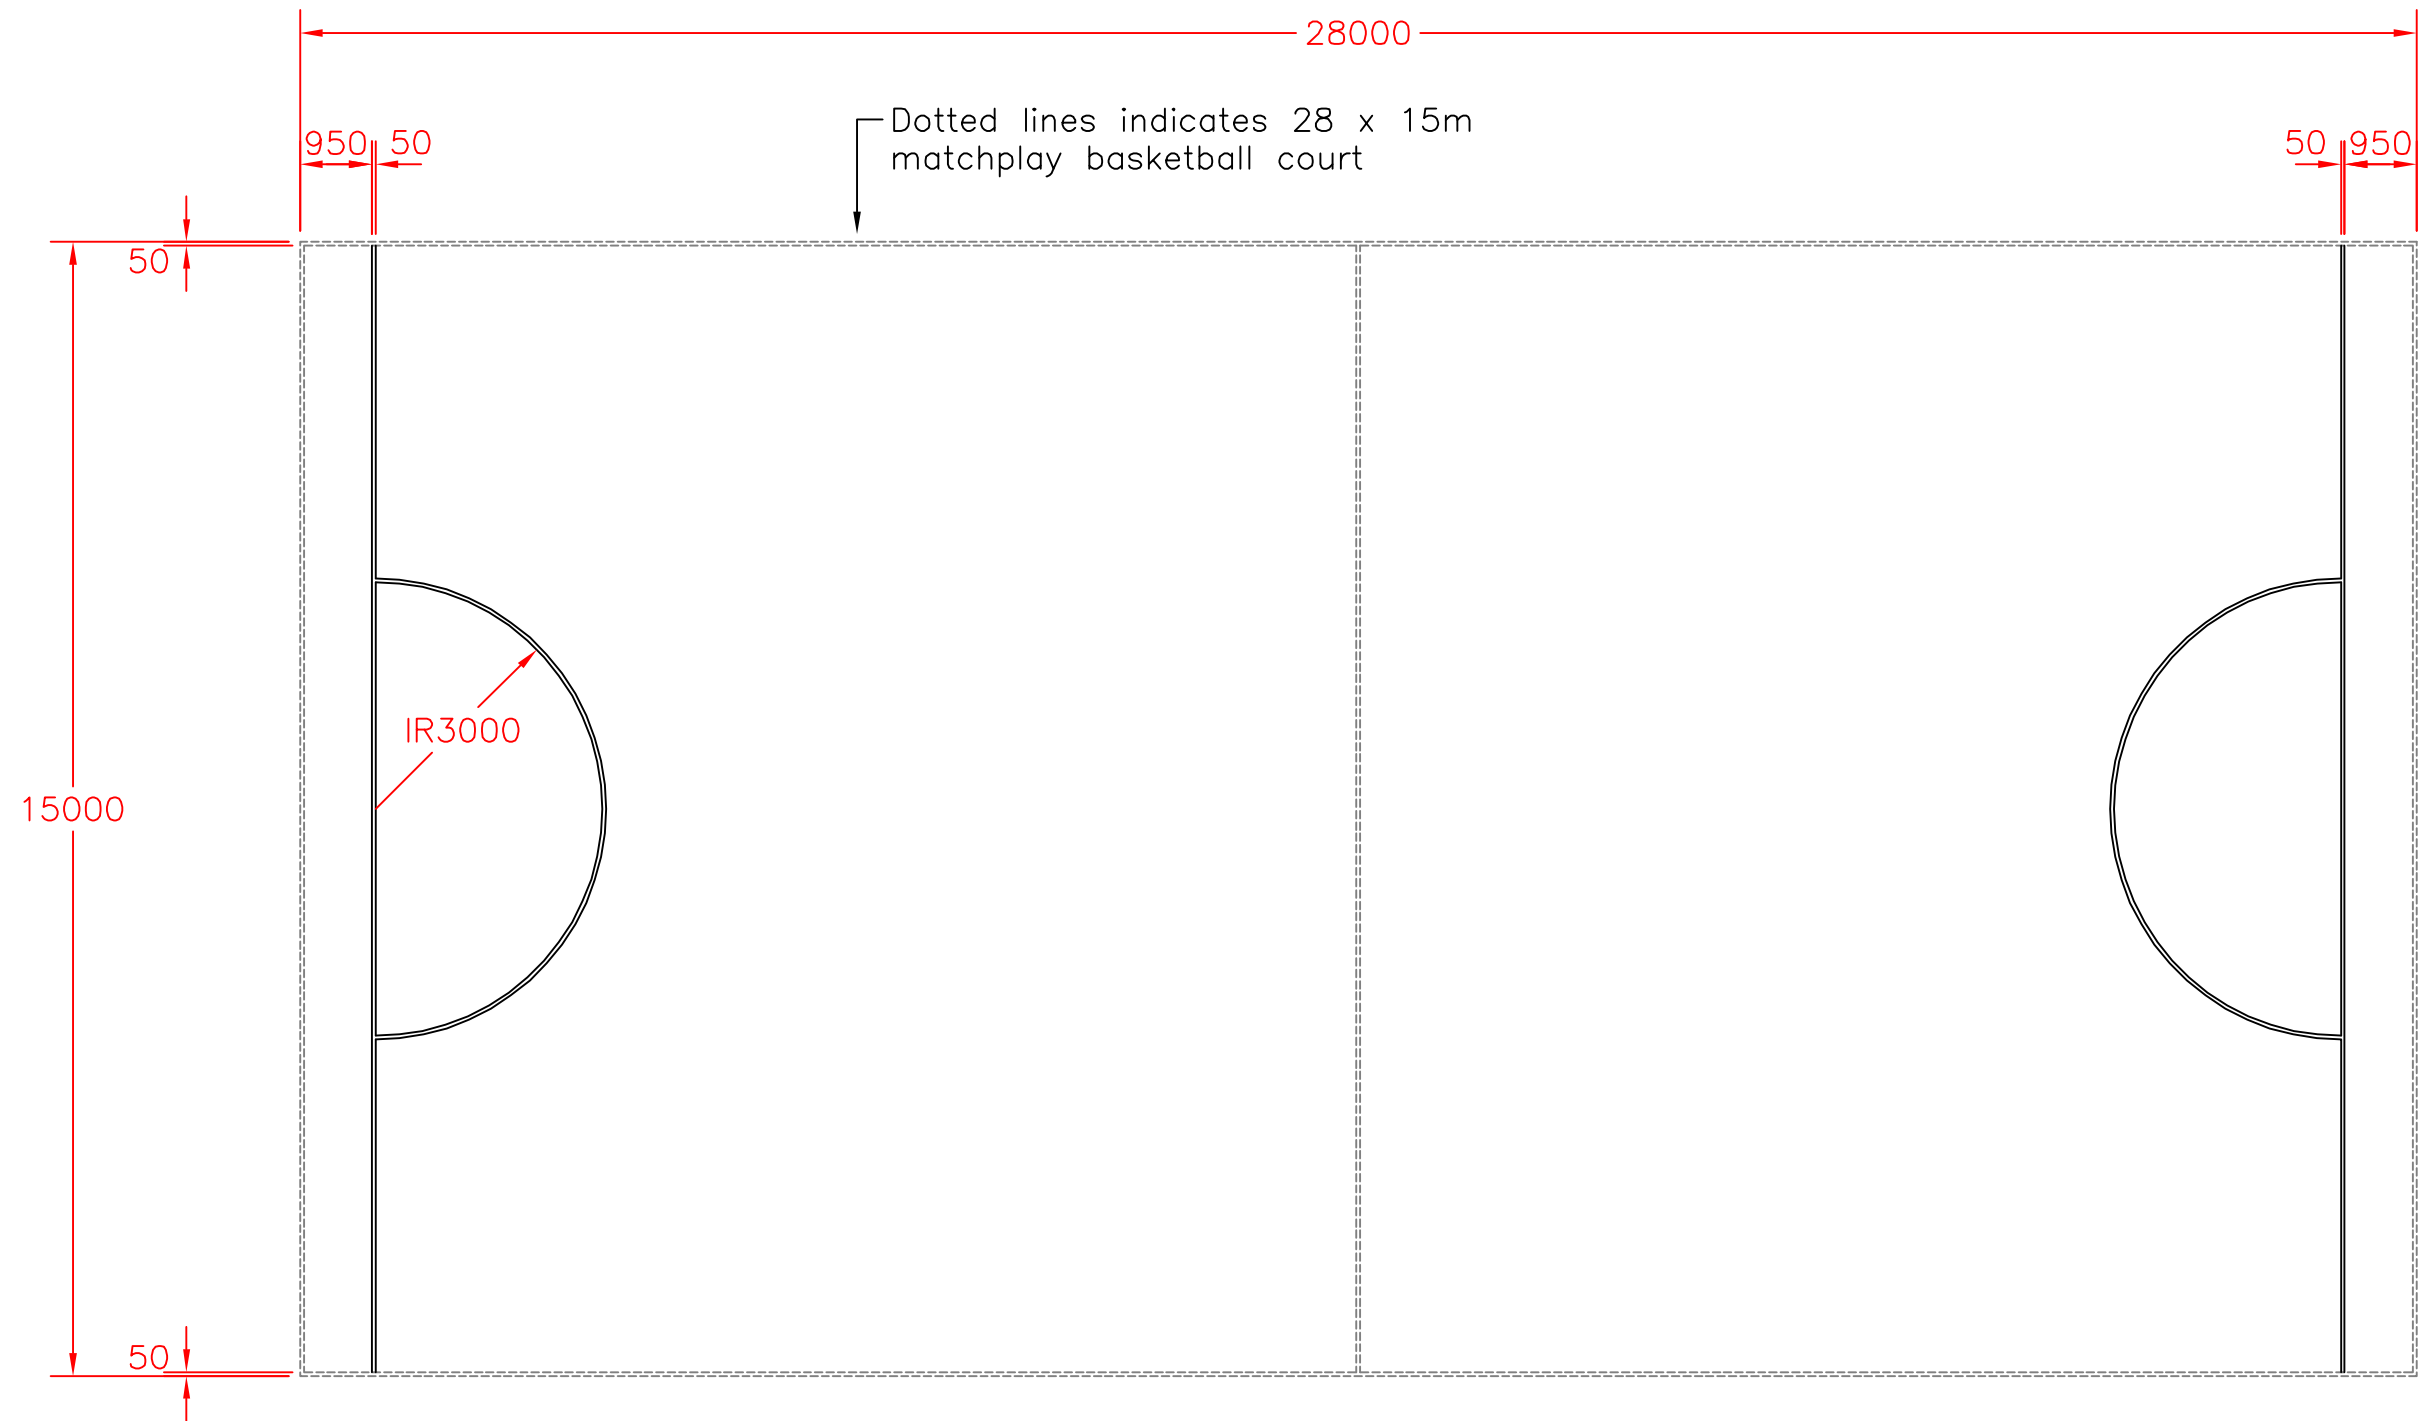 28000
Dotted lines indicates 28 x 15m
matchplay basketball court
950 50
50 950
50
IR3000
15000
50